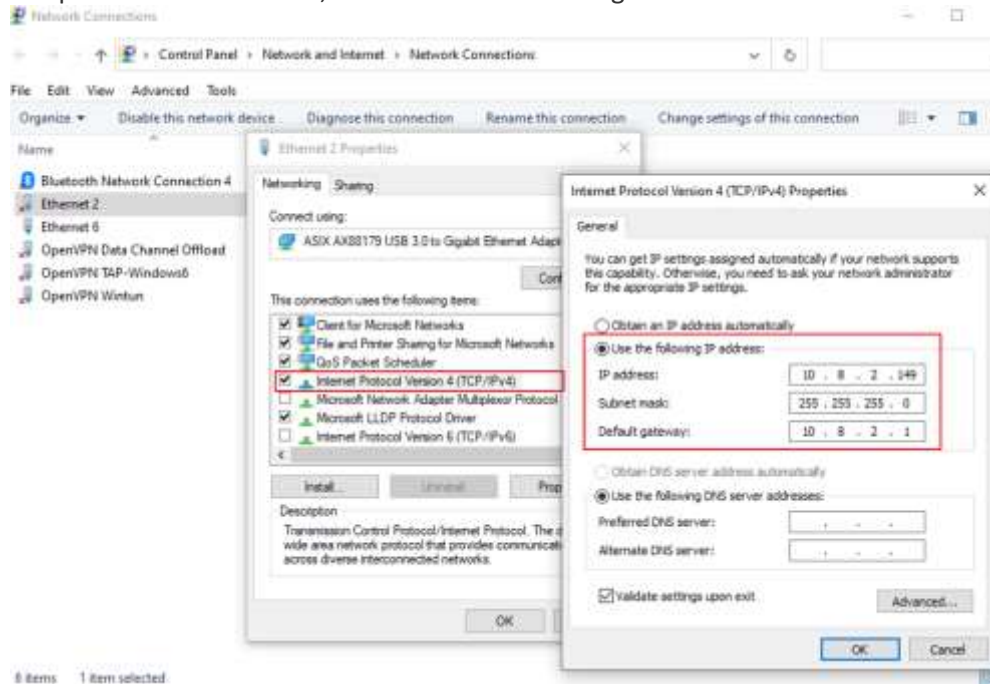 Network Connections
Control Panel › Network and Internet › Network Connections
File Edit View Advanced Tools
Organize Disable this network device Diagnose this connection Rename this connection Change settings of this connection
Name
Bluetooth Network Connection 4
Ethernet 2
Ethernet 6
OpenVPN Data Channel Offload
OpenVPN TAP-Windows6
OpenVPN Wintun
Ethernet 2 Properties
Networking Sharing
Connect using:
ASIX AX88179 USB 3.0 to Gigabit Ethernet Adapt
Conf
This connection uses the following items:
Client for Microsoft Networks
File and Printer Sharing for Microsoft Networks
QoS Packet Scheduler
Internet Protocol Version 4 (TCP/IPv4)
Microsoft Network Adapter Multiplexor Protocol
Microsoft LLDP Protocol Driver
Internet Protocol Version 6 (TCP/IPv6)
Install... Uninstall Prop
Description
Transmission Control Protocol/Internet Protocol. The d
wide area network protocol that provides communicati
across diverse interconnected networks.
OK
Internet Protocol Version 4 (TCP/IPv4) Properties
General
You can get IP settings assigned automatically if your network supports
this capability. Otherwise, you need to ask your network administrator
for the appropriate IP settings.
Obtain an IP address automatically
Use the following IP address:
IP address: 10 . 8 . 2 . 149
Subnet mask: 255 . 255 . 255 . 0
Default gateway: 10 . 8 . 2 . 1
Obtain DNS server address automatically
Use the following DNS server addresses:
Preferred DNS server: . . .
Alternate DNS server: . . .
Validate settings upon exit
Advanced...
OK Cancel
6 items 1 item selected